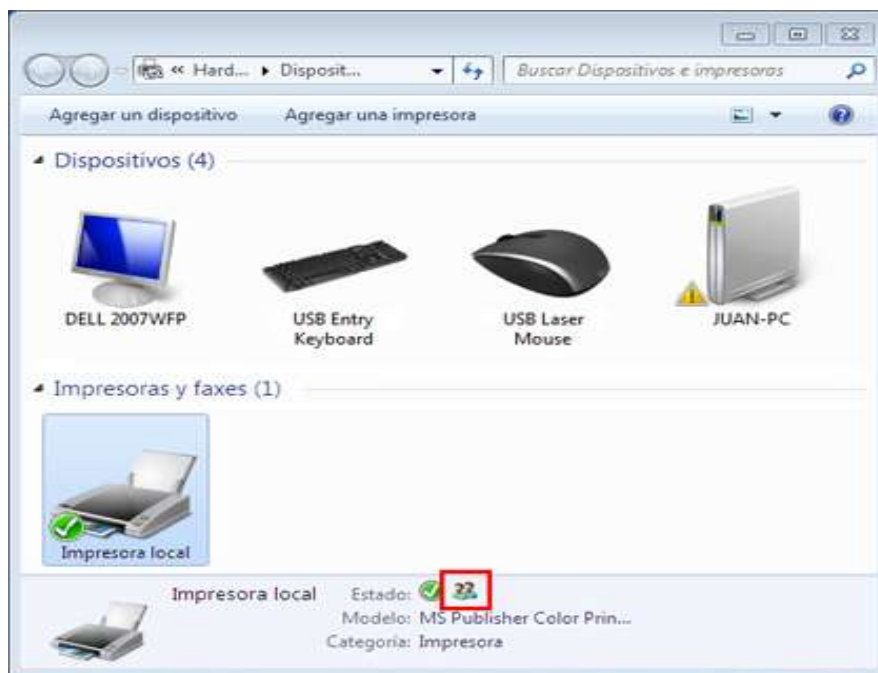 « Hard... ▸ Disposit...
Buscar Dispositivos e impresoras
Agregar un dispositivo Agregar una impresora
Dispositivos (4)
DELL 2007WFP
USB Entry
Keyboard
USB Laser
Mouse
JUAN-PC
Impresoras y faxes (1)
Impresora local
Impresora local Estado:
Modelo: MS Publisher Color Prin...
Categoría: Impresora